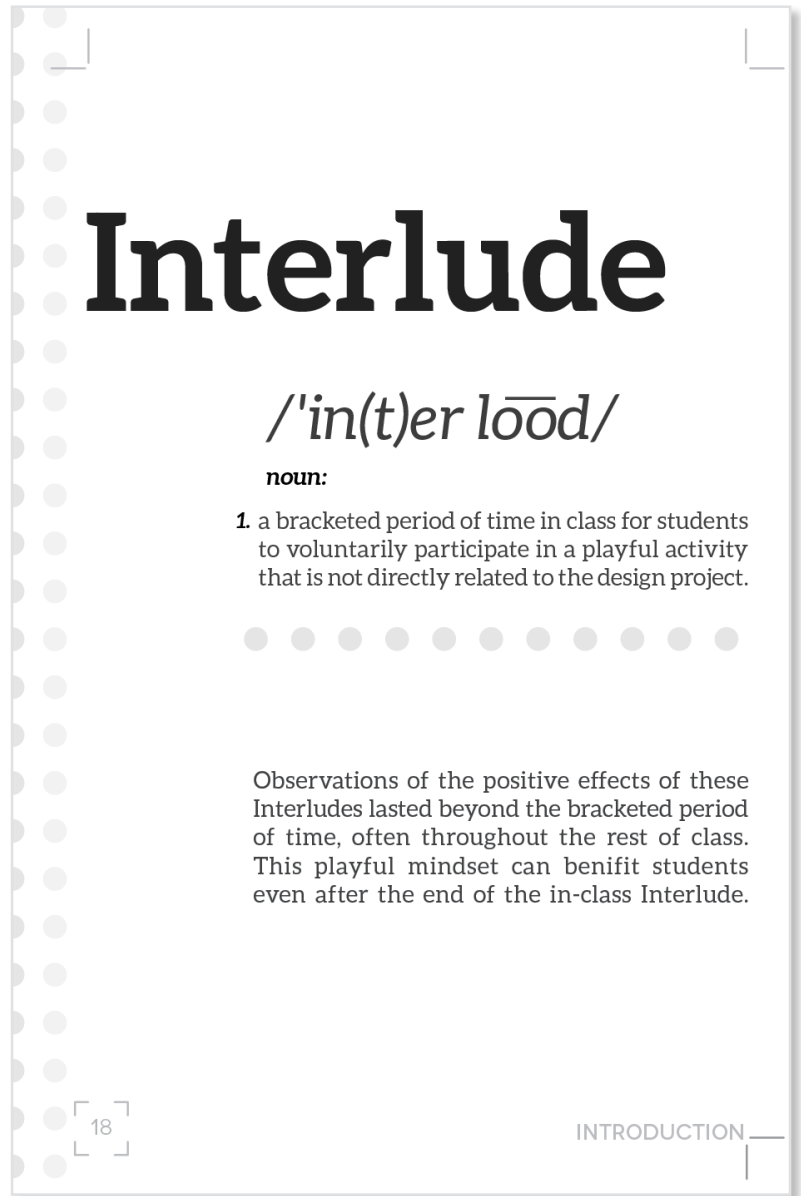 Interlude
/'in(t)er lo͞od/
noun:
1. a bracketed period of time in class for students
to voluntarily participate in a playful activity
that is not directly related to the design project.
Observations of the positive effects of these
Interludes lasted beyond the bracketed period
of time, often throughout the rest of class.
This playful mindset can benifit students
even after the end of the in-class Interlude.
18
INTRODUCTION